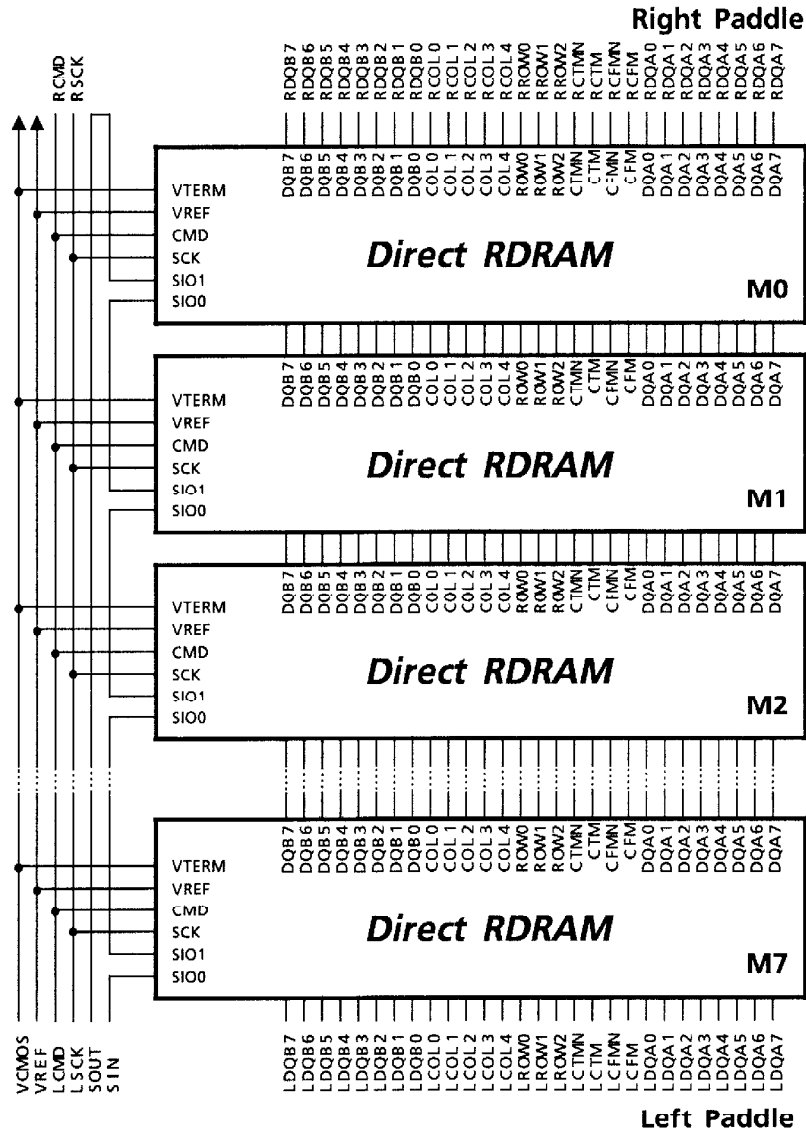 Right Paddle
RCMD
RSCK
RDQB7
RDQB6
RDQB5
RDQB4
RDQB3
RDQB2
RDQB1
RDQB0
RCOL0
RCOL1
RCOL2
RCOL3
RCOL4
RROW0
RROW1
RROW2
RCTMN
RCTM
RCFMN
RCFM
RDQA0
RDQA1
RDQA2
RDQA3
RDQA4
RDQA5
RDQA6
RDQA7
DQB7
DQB6
DQB5
DQB4
DQB3
DQB2
DQB1
DQB0
COL0
COL1
COL2
COL3
COL4
ROW0
ROW1
ROW2
CTMN
CTM
CFMN
CFM
DQA0
DQA1
DQA2
DQA3
DQA4
DQA5
DQA6
DQA7
VTERM
VREF
CMD
SCK
SIO1
SIO0
Direct RDRAM
M0
DQB7
DQB6
DQB5
DQB4
DQB3
DQB2
DQB1
DQB0
COL0
COL1
COL2
COL3
COL4
ROW0
ROW1
ROW2
CTMN
CTM
CFMN
CFM
DQA0
DQA1
DQA2
DQA3
DQA4
DQA5
DQA6
DQA7
VTERM
VREF
CMD
SCK
SIO1
SIO0
Direct RDRAM
M1
DQB7
DQB6
DQB5
DQB4
DQB3
DQB2
DQB1
DQB0
COL0
COL1
COL2
COL3
COL4
ROW0
ROW1
ROW2
CTMN
CTM
CFMN
CFM
DQA0
DQA1
DQA2
DQA3
DQA4
DQA5
DQA6
DQA7
VTERM
VREF
CMD
SCK
SIO1
SIO0
Direct RDRAM
M2
DQB7
DQB6
DQB5
DQB4
DQB3
DQB2
DQB1
DQB0
COL0
COL1
COL2
COL3
COL4
ROW0
ROW1
ROW2
CTMN
CTM
CFMN
CFM
DQA0
DQA1
DQA2
DQA3
DQA4
DQA5
DQA6
DQA7
VTERM
VREF
CMD
SCK
SIO1
SIO0
Direct RDRAM
M7
VCMOS
VREF
LCMD
LSCK
SOUT
SIN
LDQB7
LDQB6
LDQB5
LDQB4
LDQB3
LDQB2
LDQB1
LDQB0
LCOL0
LCOL1
LCOL2
LCOL3
LCOL4
LROW0
LROW1
LROW2
LCTMN
LCTM
LCFMN
LCFM
LDQA0
LDQA1
LDQA2
LDQA3
LDQA4
LDQA5
LDQA6
LDQA7
Left Paddle